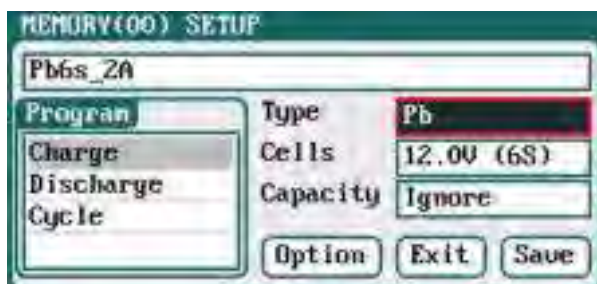 MEMORY(00) SETUP
Pb6s_2A
Program
Charge
Discharge
Cycle
Type Pb
Cells 12.0V (6S)
Capacity Ignore
Option Exit Save